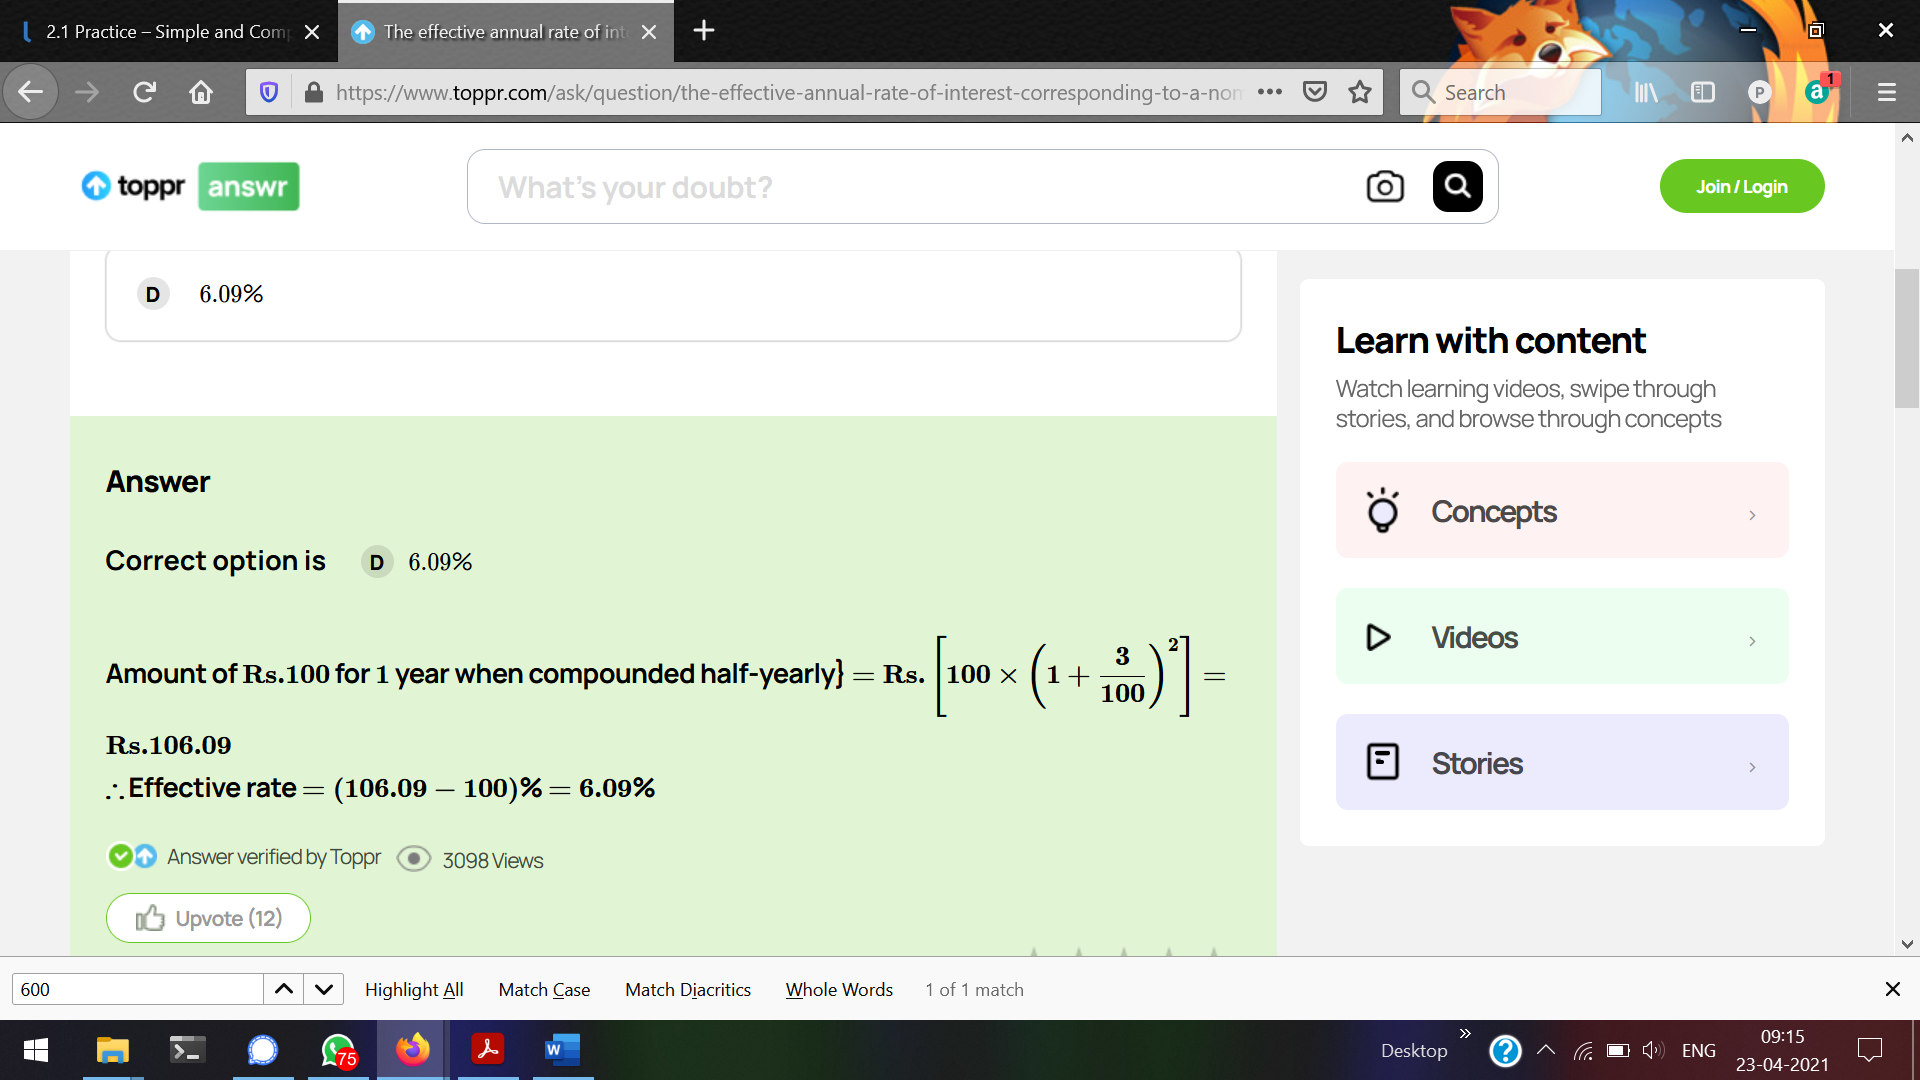 2.1 Practice – Simple and Com
The effective annual rate of int
https://www.toppr.com/ask/question/the-effective-annual-rate-of-interest-corresponding-to-a-nom
Search
P
a
1
toppr answr
What's your doubt?
Join / Login
D 6.09%
Answer
Correct option is D 6.09%
Amount of Rs.100 for 1 year when compounded half-yearly} = Rs. [100 × (1 + 3/100)^2] =
Rs.106.09
∴ Effective rate = (106.09 − 100)% = 6.09%
Answer verified by Toppr 3098 Views
Upvote (12)
Learn with content
Watch learning videos, swipe through
stories, and browse through concepts
Concepts
Videos
Stories
600 Highlight All Match Case Match Diacritics Whole Words 1 of 1 match
75
W
Desktop
ENG
09:15
23-04-2021